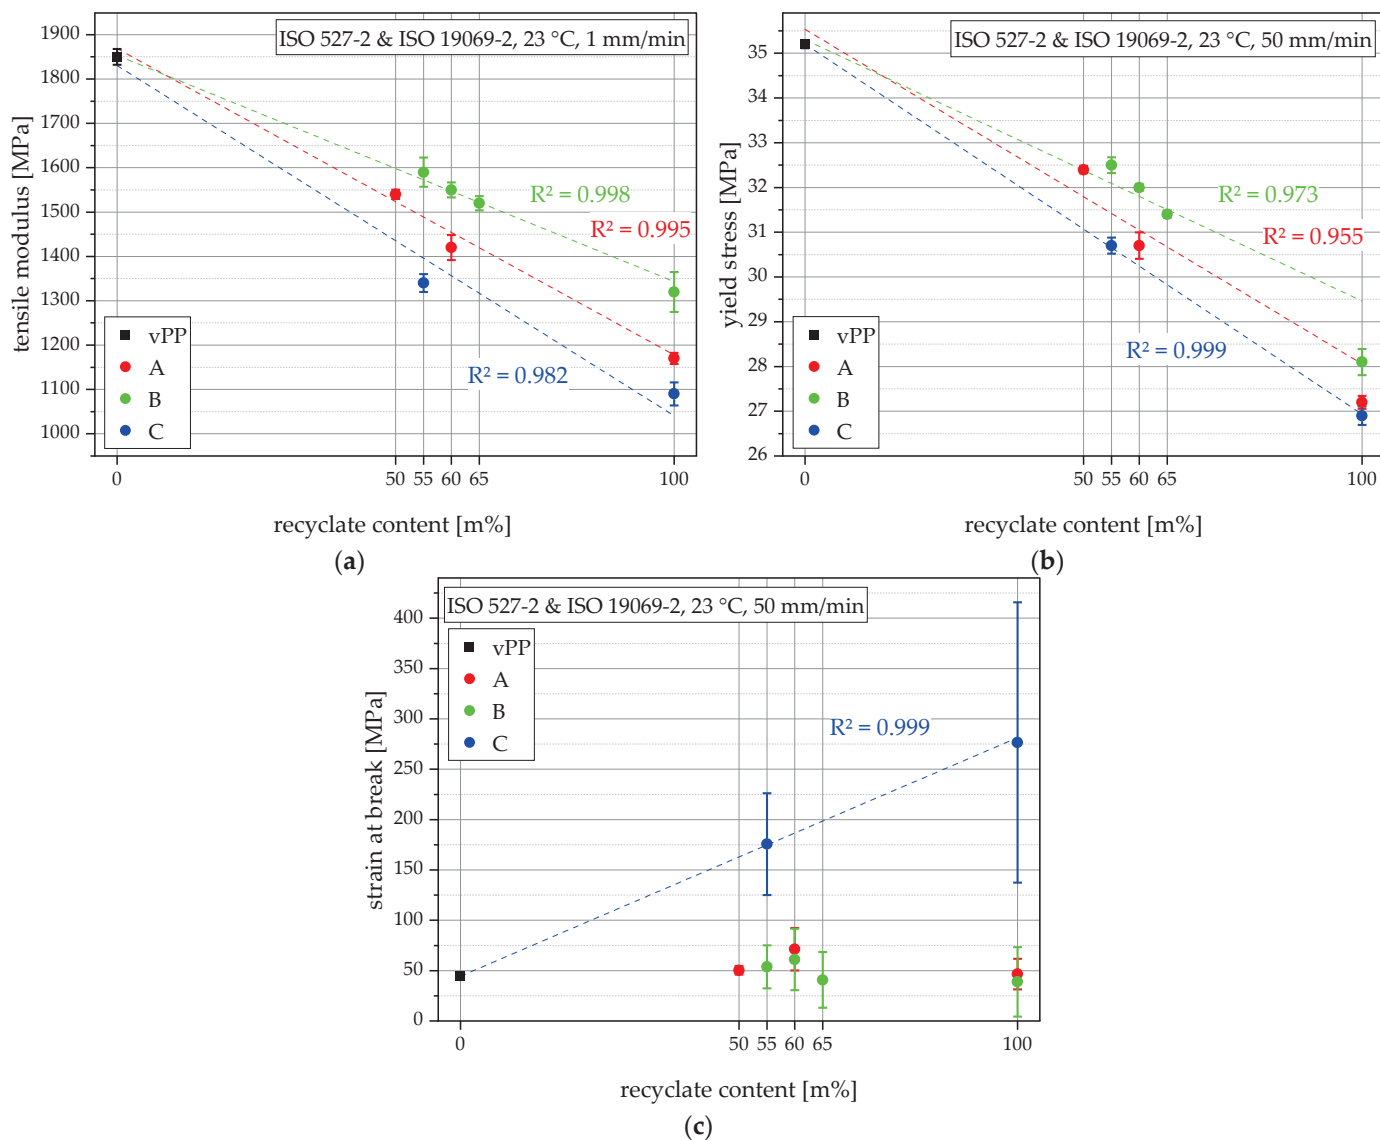 ISO 527-2 & ISO 19069-2, 23 °C, 1 mm/min
tensile modulus [MPa]
1900
1800
1700
1600
1500
1400
1300
1200
1100
1000
R² = 0.998
R² = 0.995
R² = 0.982
vPP
A
B
C
0
50
55
60
65
100
recyclate content [m%]
(a)
ISO 527-2 & ISO 19069-2, 23 °C, 50 mm/min
yield stress [MPa]
35
34
33
32
31
30
29
28
27
26
R² = 0.973
R² = 0.955
R² = 0.999
vPP
A
B
C
0
50
55
60
65
100
recyclate content [m%]
(b)
ISO 527-2 & ISO 19069-2, 23 °C, 50 mm/min
strain at break [MPa]
400
350
300
250
200
150
100
50
0
vPP
A
B
C
R² = 0.999
0
50
55
60
65
100
recyclate content [m%]
(c)